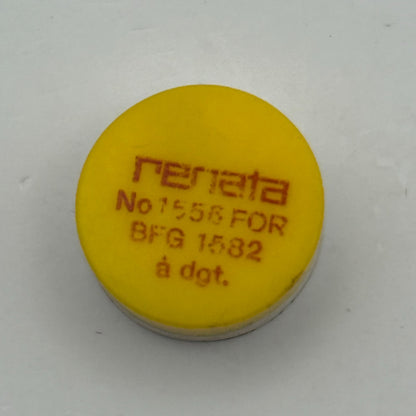 renata
No 1556 FOR
BFG 1582
à dgt.